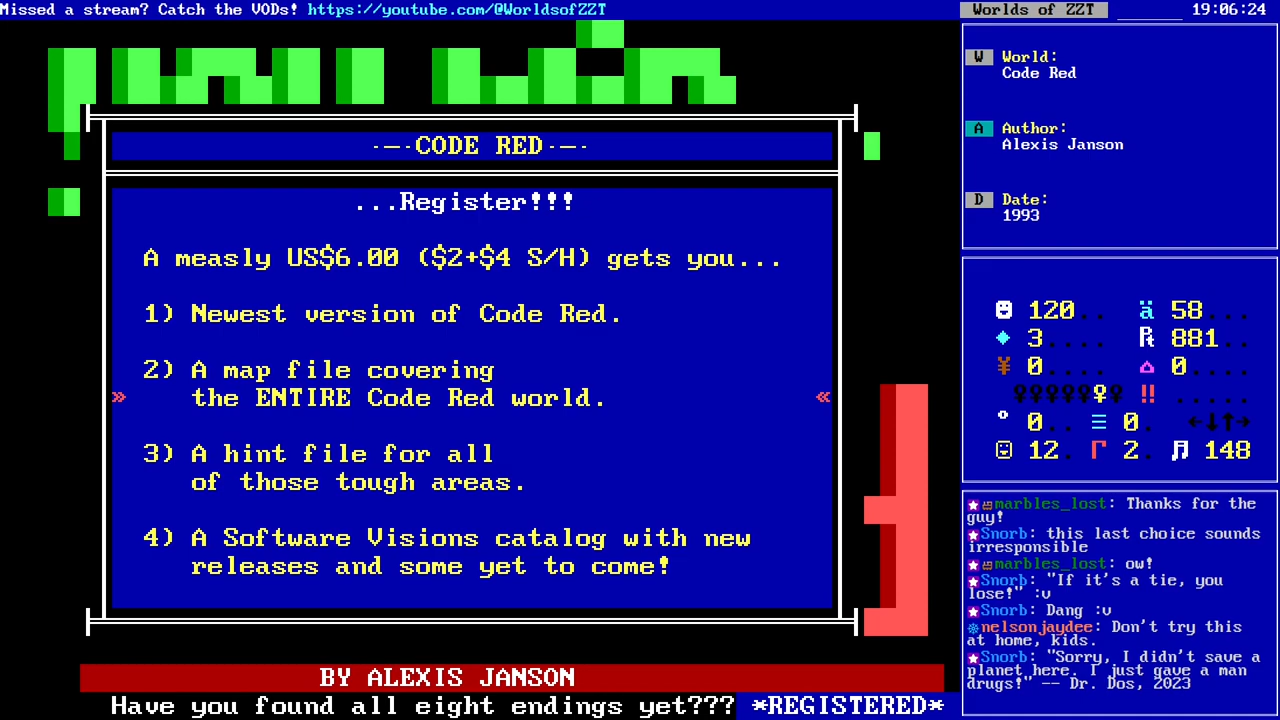 Missed a stream? Catch the VODs! https://youtube.com/@WorldsofZZT
Worlds of ZZT
19:06:24
·─·CODE RED·─·
...Register!!!
A measly US$6.00 ($2+$4 S/H) gets you...
1) Newest version of Code Red.
2) A map file covering
» the ENTIRE Code Red world. «
3) A hint file for all
of those tough areas.
4) A Software Visions catalog with new
releases and some yet to come!
BY ALEXIS JANSON
Have you found all eight endings yet??? *REGISTERED*
W World:
Code Red
A Author:
Alexis Janson
D Date:
1993
120.. ä 58...
3.... ℞ 881..
¥ 0.... 0....
♀♀♀♀♀♀♀ ‼ .....
° 0.. ≡ 0. ←↓↑→
12. Γ 2. ♬ 148
marbles_lost: Thanks for the
guy!
Snorb: this last choice sounds
irresponsible
marbles_lost: ow!
Snorb: "If it's a tie, you
lose!" :v
Snorb: Dang :v
nelsonjaydee: Don't try this
at home, kids.
Snorb: "Sorry, I didn't save a
planet here. I just gave a man
drugs!" -- Dr. Dos, 2023